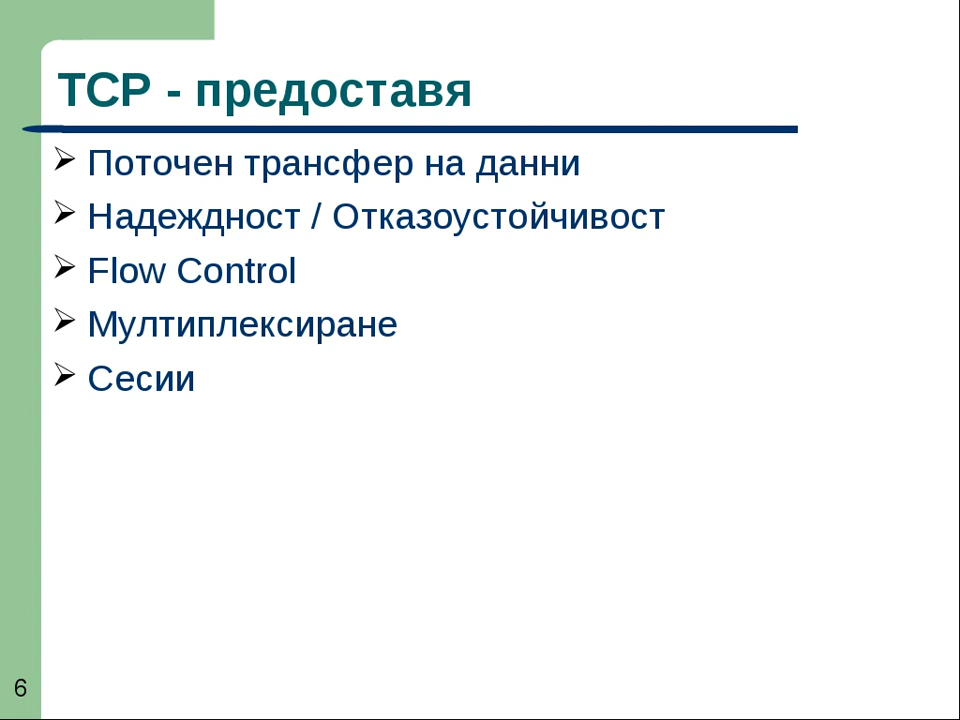 TCP - предоставя
Поточен трансфер на данни
Надеждност / Отказоустойчивост
Flow Control
Мултиплексиране
Сесии
6